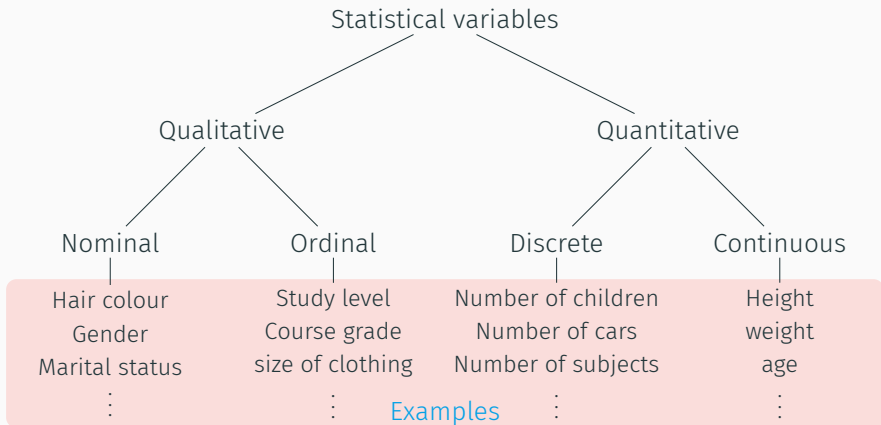 Statistical variables
Qualitative Quantitative
Nominal Ordinal Discrete Continuous
Hair colour Study level Number of children Height
Gender Course grade Number of cars weight
Marital status size of clothing Number of subjects age
⋮ ⋮ Examples ⋮ ⋮